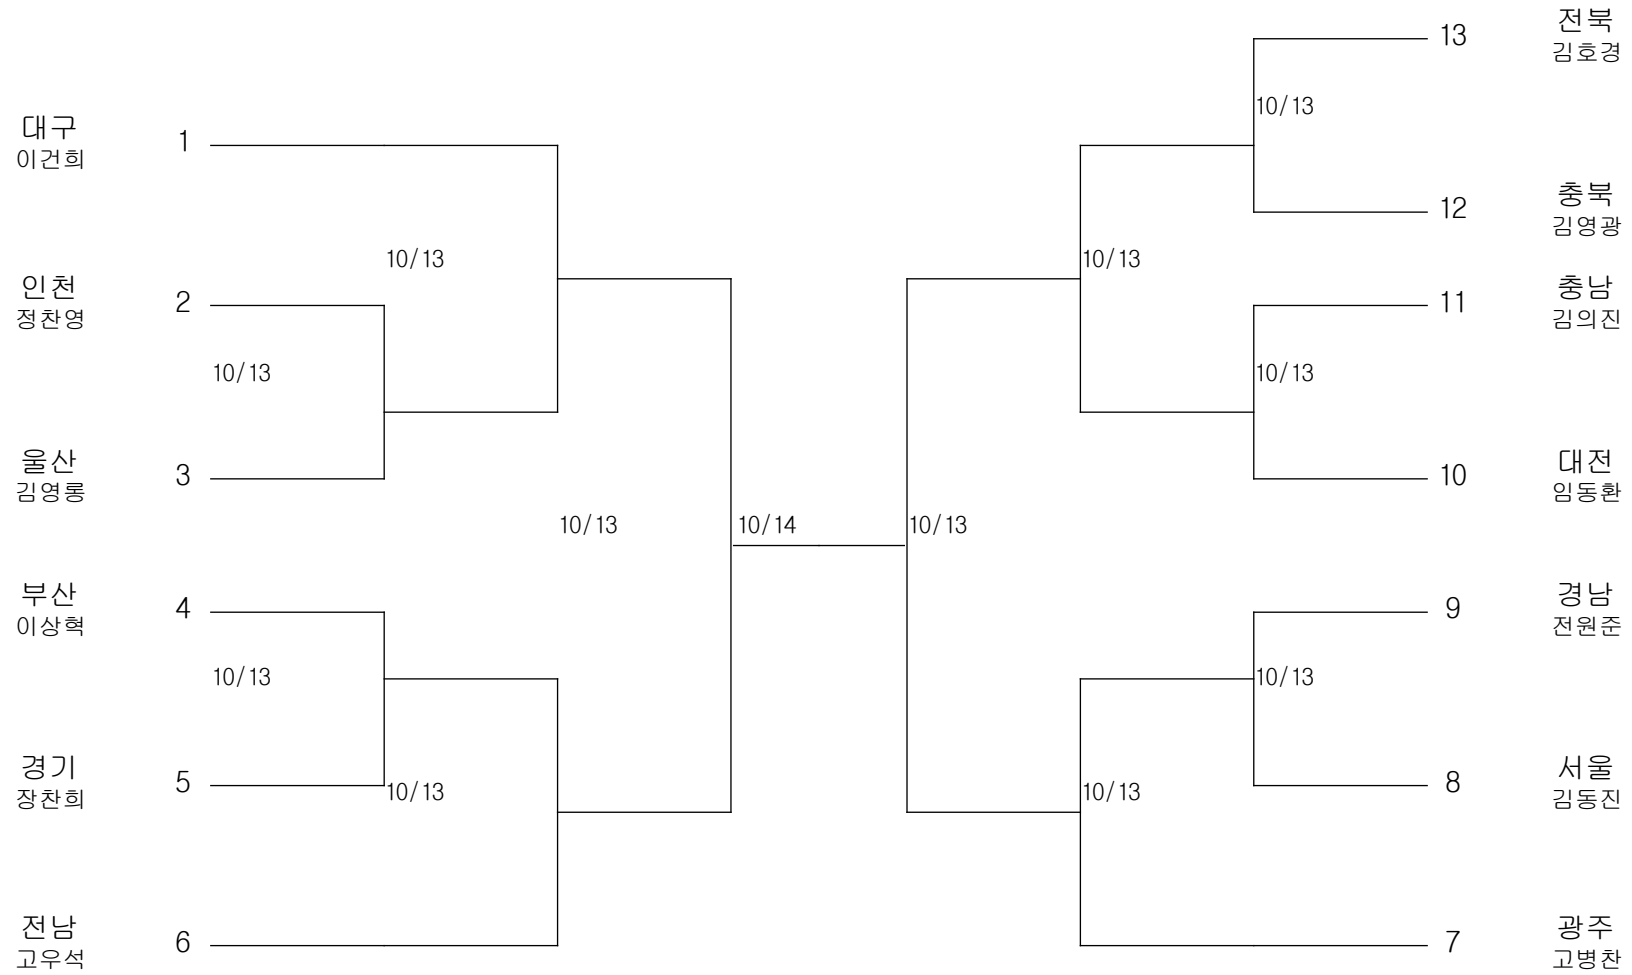 전북
13
김호경
10/13
대구
1
이건희
충북
12
김영광
10/13
10/13
인천
2
정찬영
충남
11
김의진
10/13
10/13
울산
3
김영롱
대전
10
임동환
10/13
10/14
10/13
부산
4
이상혁
경남
9
전원준
10/13
10/13
경기
5
장찬희
서울
8
김동진
10/13
10/13
전남
6
고우석
광주
7
고병찬